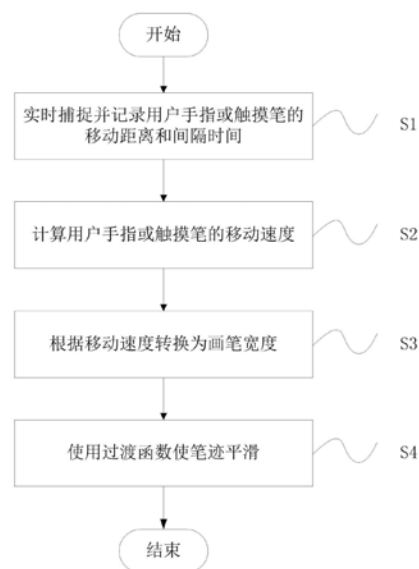 开始
实时捕捉并记录用户手指或触摸笔的
移动距离和间隔时间
S1
计算用户手指或触摸笔的移动速度
S2
根据移动速度转换为画笔宽度
S3
使用过渡函数使笔迹平滑
S4
结束